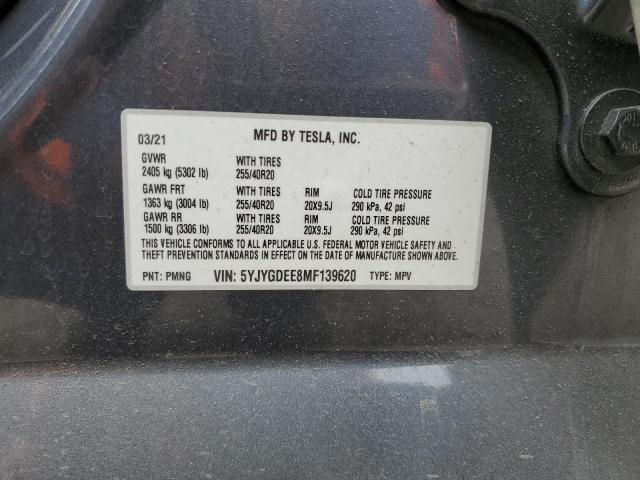 03/21 MFD BY TESLA, INC.
GVWR WITH TIRES
2405 kg (5302 lb) 255/40R20
GAWR FRT WITH TIRES RIM COLD TIRE PRESSURE
1363 kg (3004 lb) 255/40R20 20X9.5J 290 kPa, 42 psi
GAWR RR WITH TIRES RIM COLD TIRE PRESSURE
1500 kg (3306 lb) 255/40R20 20X9.5J 290 kPa, 42 psi
THIS VEHICLE CONFORMS TO ALL APPLICABLE U.S. FEDERAL MOTOR VEHICLE SAFETY AND
THEFT PREVENTION STANDARDS IN EFFECT ON THE DATE OF MANUFACTURE SHOWN ABOVE.
PNT: PMNG VIN: 5YJYGDEE8MF139620 TYPE: MPV